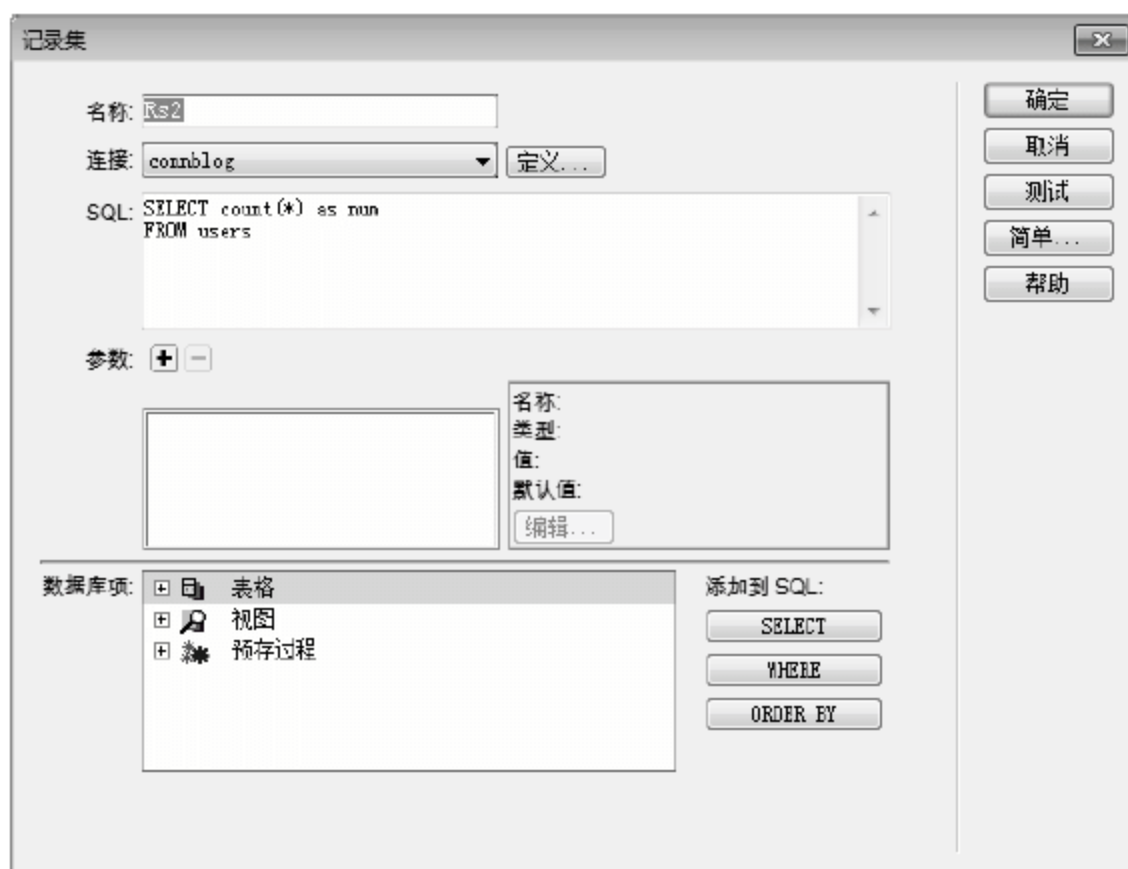 记录集
名称: Rs2
连接: connblog 定义...
SQL: SELECT count(*) as num
FROM users
参数:
名称:
类型:
值:
默认值:
编辑...
数据库项: 表格
视图
预存过程
添加到 SQL:
SELECT
WHERE
ORDER BY
确定
取消
测试
简单...
帮助